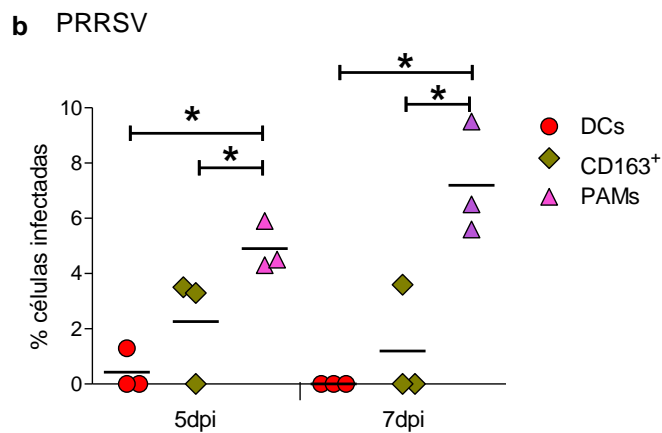 b PRRSV
*
*
*
*
% células infectadas
10
8
6
4
2
0
5dpi 7dpi
DCs
CD163+
PAMs